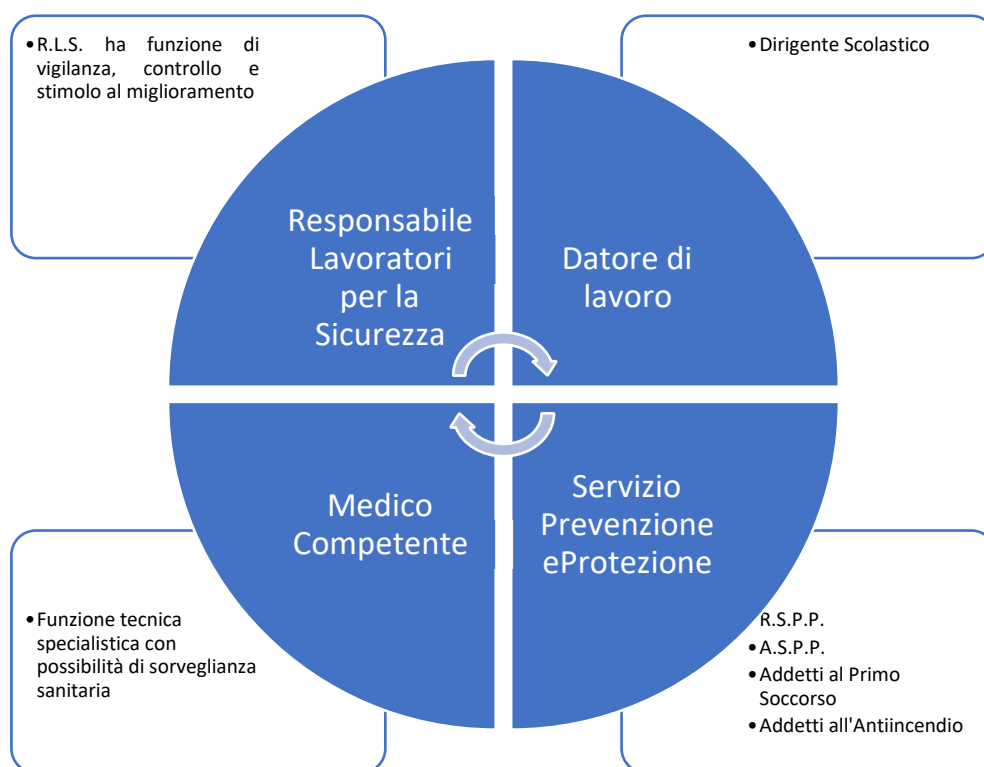 •R.L.S. ha funzione di
vigilanza, controllo e
stimolo al miglioramento
•Dirigente Scolastico
Responsabile
Lavoratori
per la
Sicurezza
Datore di
lavoro
Medico
Competente
Servizio
Prevenzione
eProtezione
•Funzione tecnica
specialistica con
possibilità di sorveglianza
sanitaria
R.S.P.P.
•A.S.P.P.
•Addetti al Primo
Soccorso
•Addetti all'Antiincendio